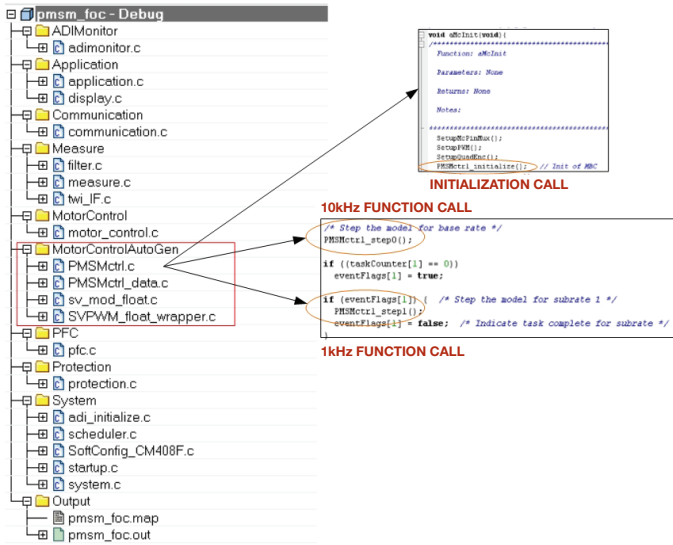 pmsm_foc - Debug
ADIMonitor
adimonitor.c
Application
application.c
display.c
Communication
communication.c
Measure
filter.c
measure.c
twi_IF.c
MotorControl
motor_control.c
MotorControlAutoGen
PMSMctrl.c
PMSMctrl_data.c
sv_mod_float.c
SVPWM_float_wrapper.c
PFC
pfc.c
Protection
protection.c
System
adi_initialize.c
scheduler.c
SoftConfig_CM408F.c
startup.c
system.c
Output
pmsm_foc.map
pmsm_foc.out
void aMcInit(void){
/*******************************************
Function: aMcInit
Parameters: None
Returns: None
Notes:
*******************************************
SetupMcPinMux();
SetupPWM();
SetupQuadEnc();
PMSMctrl_initialize(); // Init of MBC
INITIALIZATION CALL
10kHz FUNCTION CALL
/* Step the model for base rate */
PMSMctrl_step0();
if ((taskCounter[1] == 0))
eventFlags[1] = true;
if (eventFlags[1]) { /* Step the model for subrate 1 */
PMSMctrl_step1();
eventFlags[1] = false; /* Indicate task complete for subrate */
}
1kHz FUNCTION CALL